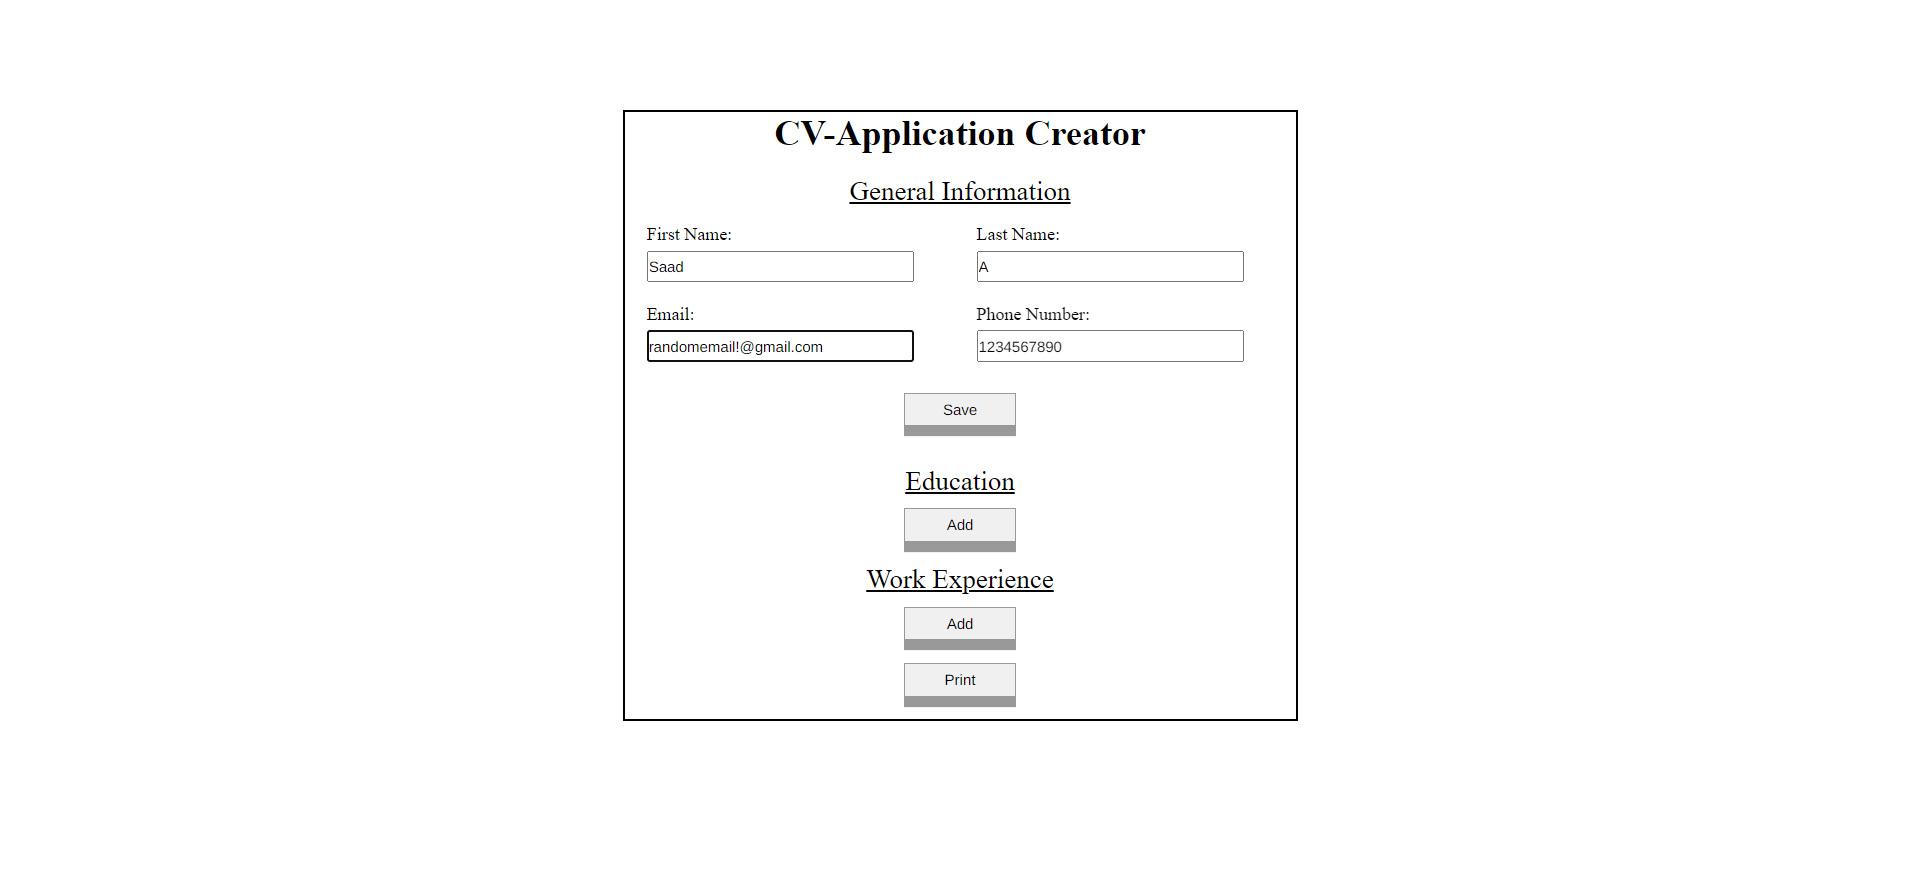 CV-Application Creator
General Information
First Name:
Last Name:
Saad
A
Email:
Phone Number:
randomemail!@gmail.com
1234567890
Save
Education
Add
Work Experience
Add
Print